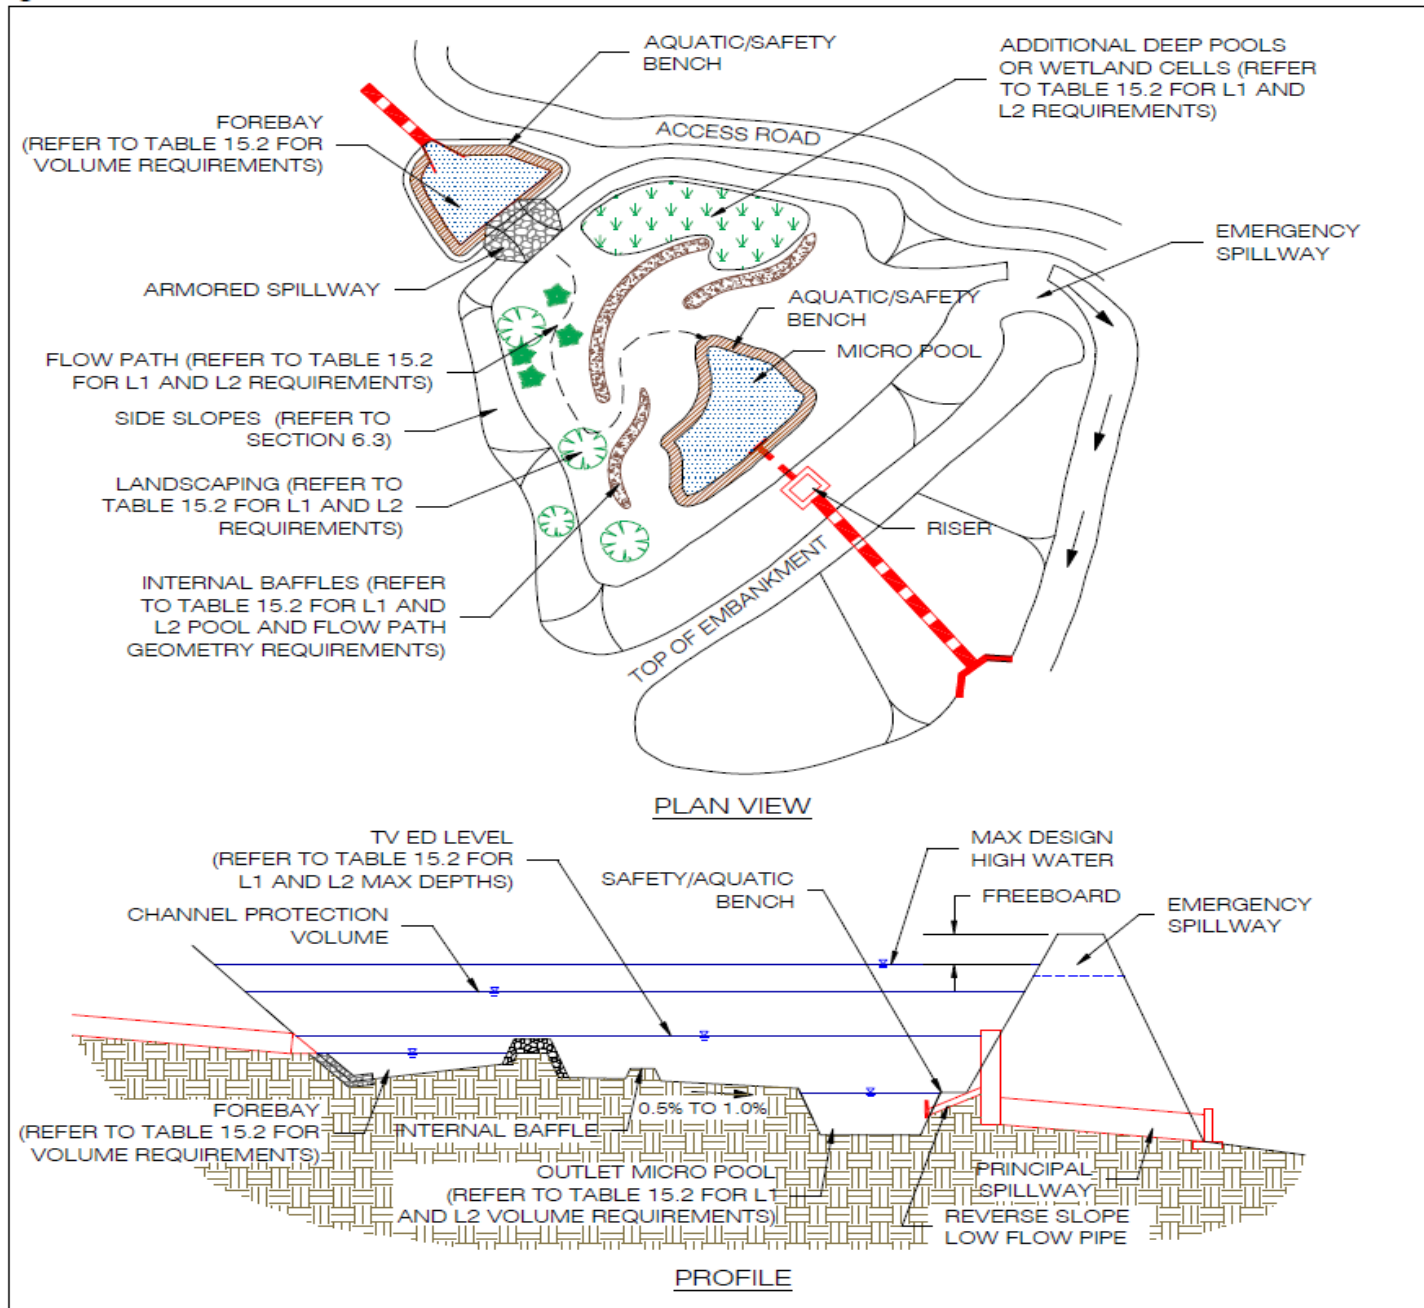 AQUATIC/SAFETY
BENCH
ADDITIONAL DEEP POOLS
OR WETLAND CELLS (REFER
TO TABLE 15.2 FOR L1 AND
L2 REQUIREMENTS)
FOREBAY
(REFER TO TABLE 15.2 FOR
VOLUME REQUIREMENTS)
ACCESS ROAD
EMERGENCY
SPILLWAY
ARMORED SPILLWAY
AQUATIC/SAFETY
BENCH
MICRO POOL
FLOW PATH (REFER TO TABLE 15.2
FOR L1 AND L2 REQUIREMENTS)
SIDE SLOPES (REFER TO
SECTION 6.3)
LANDSCAPING (REFER TO
TABLE 15.2 FOR L1 AND L2
REQUIREMENTS)
RISER
INTERNAL BAFFLES (REFER
TO TABLE 15.2 FOR L1 AND
L2 POOL AND FLOW PATH
GEOMETRY REQUIREMENTS)
TOP OF EMBANKMENT
PLAN VIEW
TV ED LEVEL
(REFER TO TABLE 15.2 FOR
L1 AND L2 MAX DEPTHS)
MAX DESIGN
HIGH WATER
SAFETY/AQUATIC
BENCH
FREEBOARD
CHANNEL PROTECTION
VOLUME
EMERGENCY
SPILLWAY
0.5% TO 1.0%
FOREBAY
(REFER TO TABLE 15.2 FOR
VOLUME REQUIREMENTS)
INTERNAL BAFFLE
OUTLET MICRO POOL
(REFER TO TABLE 15.2 FOR L1
AND L2 VOLUME REQUIREMENTS)
PRINCIPAL
SPILLWAY
REVERSE SLOPE
LOW FLOW PIPE
PROFILE